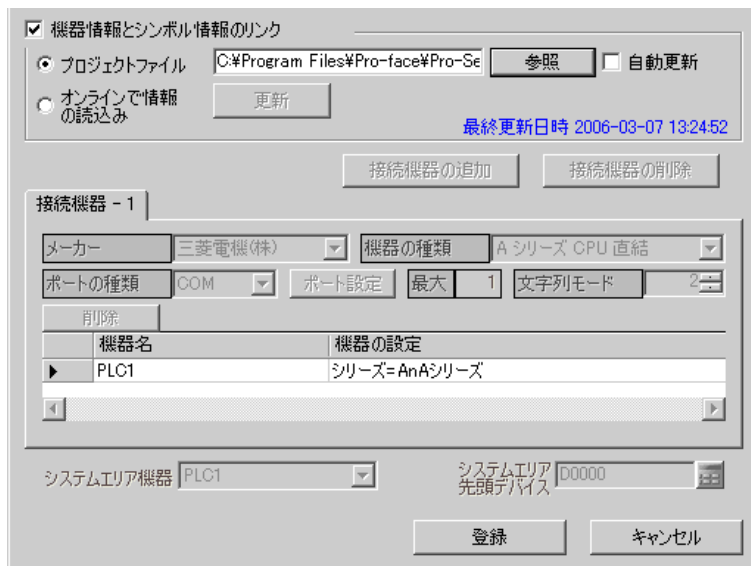 機器情報とシンボル情報のリンク
プロジェクトファイル C:¥Program Files¥Pro-face¥Pro-Se 参照 自動更新
オンラインで情報の読込み 更新
最終更新日時 2006-03-07 13:24:52
接続機器の追加 接続機器の削除
接続機器 - 1
メーカー 三菱電機(株) 機器の種類 A シリーズ CPU 直結
ポートの種類 COM ポート設定 最大 1 文字列モード 2
削除
機器名 機器の設定
PLC1 シリーズ=AnAシリーズ
システムエリア機器 PLC1 システムエリア先頭デバイス D0000
登録 キャンセル